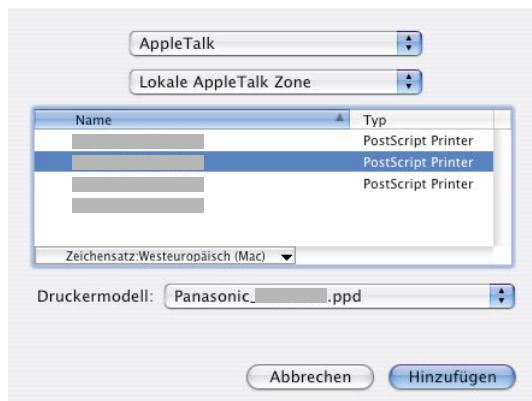 AppleTalk
Lokale AppleTalk Zone
Name Typ
PostScript Printer
PostScript Printer
PostScript Printer
Zeichensatz:Westeuropäisch (Mac)
Druckermodell: Panasonic_ .ppd
Abbrechen Hinzufügen